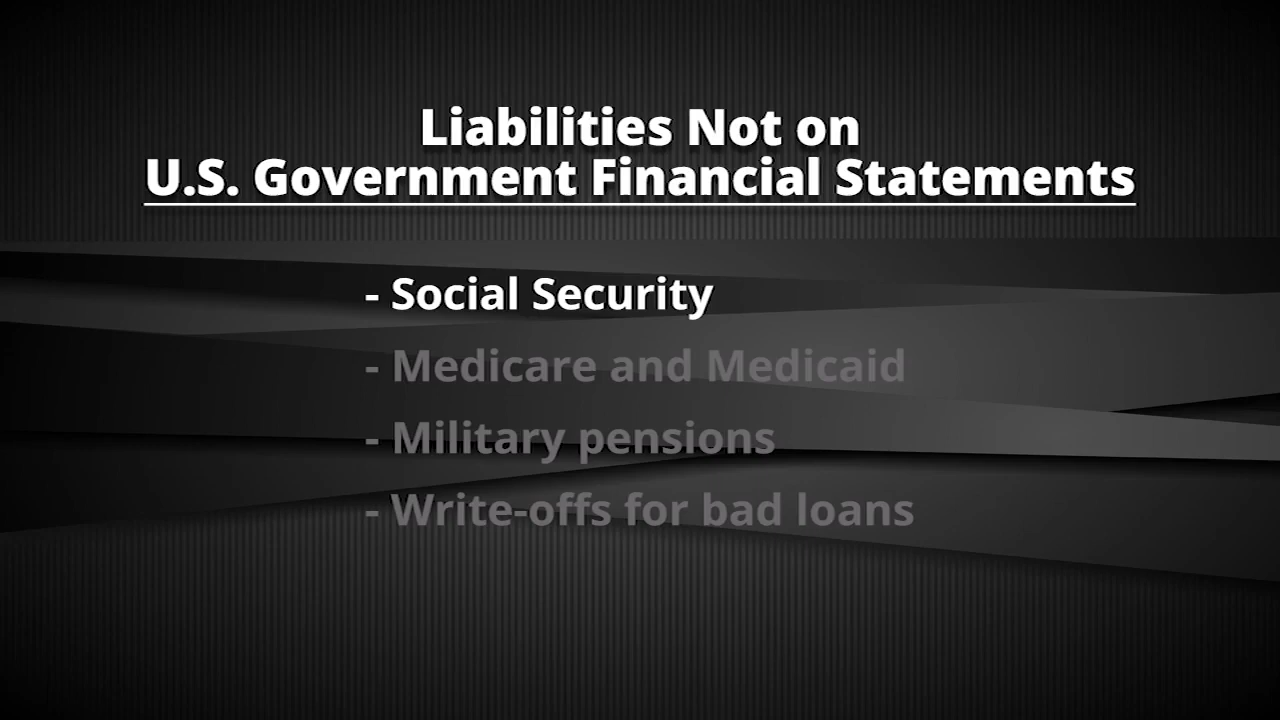 Liabilities Not on
U.S. Government Financial Statements
- Social Security
- Medicare and Medicaid
- Military pensions
- Write-offs for bad loans